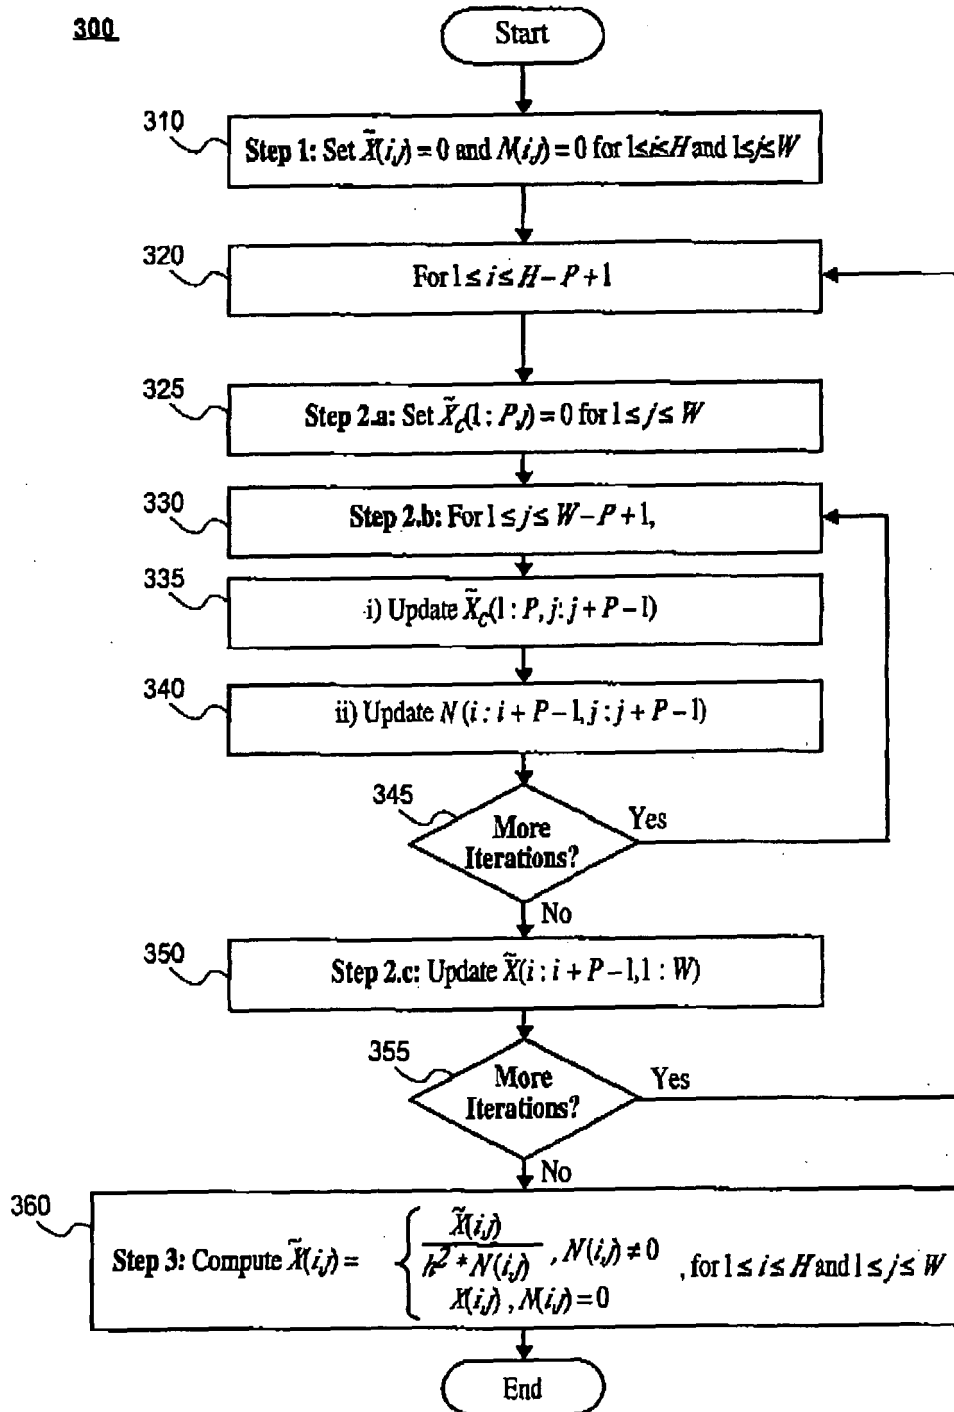 300
Start
310
Step 1: Set X̃(i,j) = 0 and N(i,j) = 0 for 1≤i≤H and 1≤j≤W
320
For 1 ≤ i ≤ H − P + 1
325
Step 2.a: Set X̃_C(1 : P,j) = 0 for 1 ≤ j ≤ W
330
Step 2.b: For 1 ≤ j ≤ W − P + 1,
335
i) Update X̃_C(1 : P, j : j + P − 1)
340
ii) Update N (i : i + P − 1, j : j + P − 1)
345
More
Iterations?
Yes
No
350
Step 2.c: Update X̃(i : i + P − 1, 1 : W)
355
More
Iterations?
Yes
No
360
X̃(i,j)
Step 3: Compute X̃(i,j) = { h² * N(i,j) , N(i,j) ≠ 0 , for 1 ≤ i ≤ H and 1 ≤ j ≤ W
X(i,j) , N(i,j) = 0
End